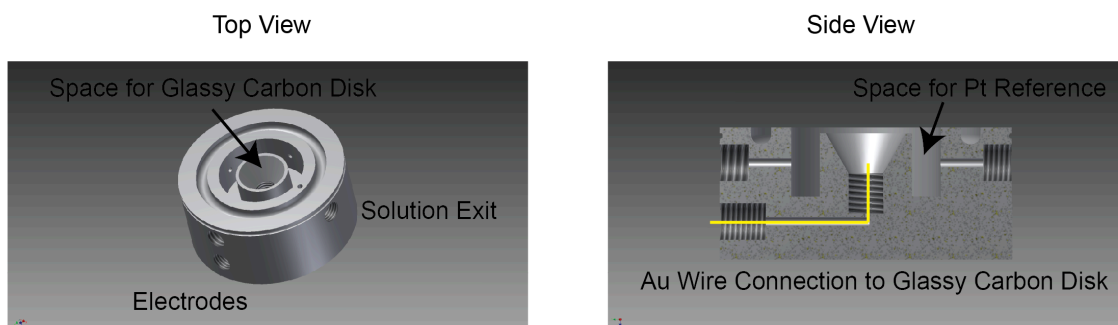 Top View
Side View
Space for Glassy Carbon Disk
Solution Exit
Electrodes
Space for Pt Reference
Au Wire Connection to Glassy Carbon Disk